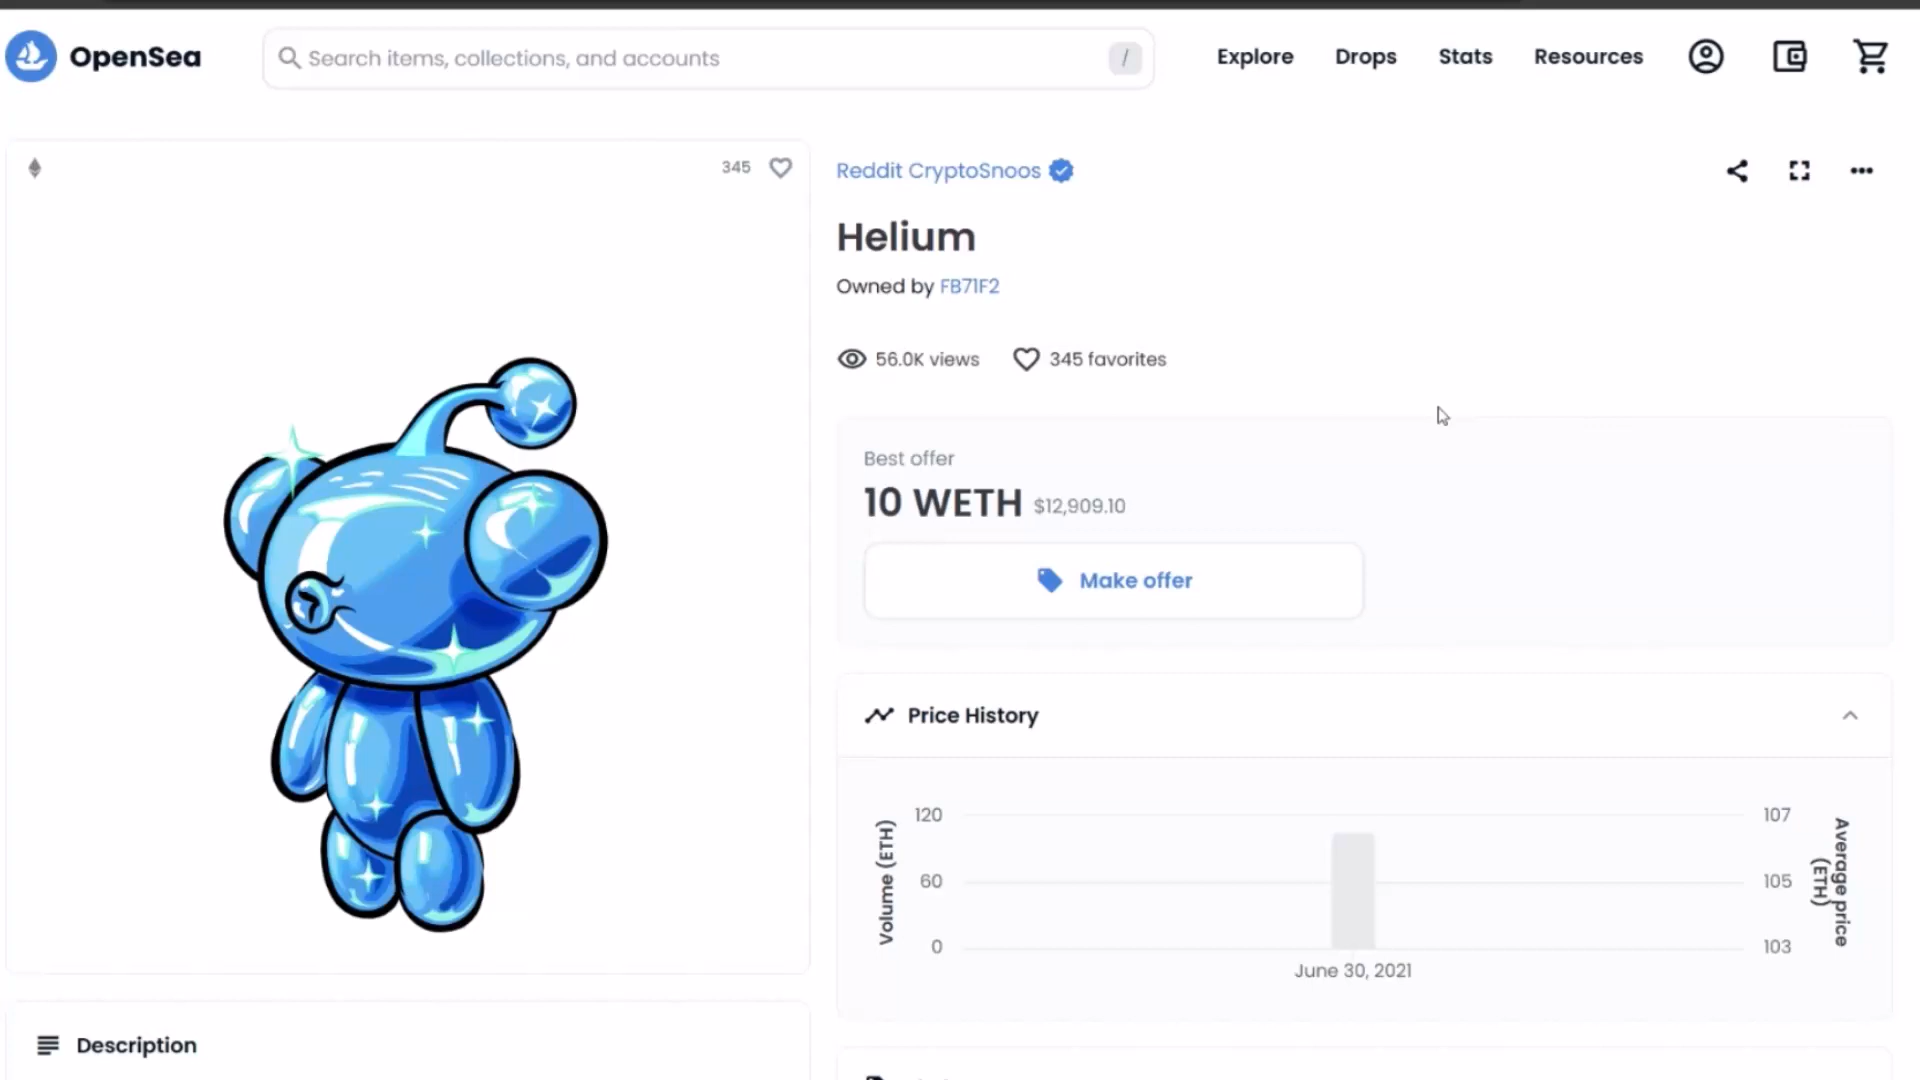 OpenSea
Search items, collections, and accounts
/
Explore
Drops
Stats
Resources
345
Reddit CryptoSnoos
Helium
Owned by FB71F2
56.0K views
345 favorites
Best offer
10 WETH $12,909.10
Make offer
Price History
Volume (ETH)
120
60
0
107
105
103
Average price
(ETH)
June 30, 2021
Description